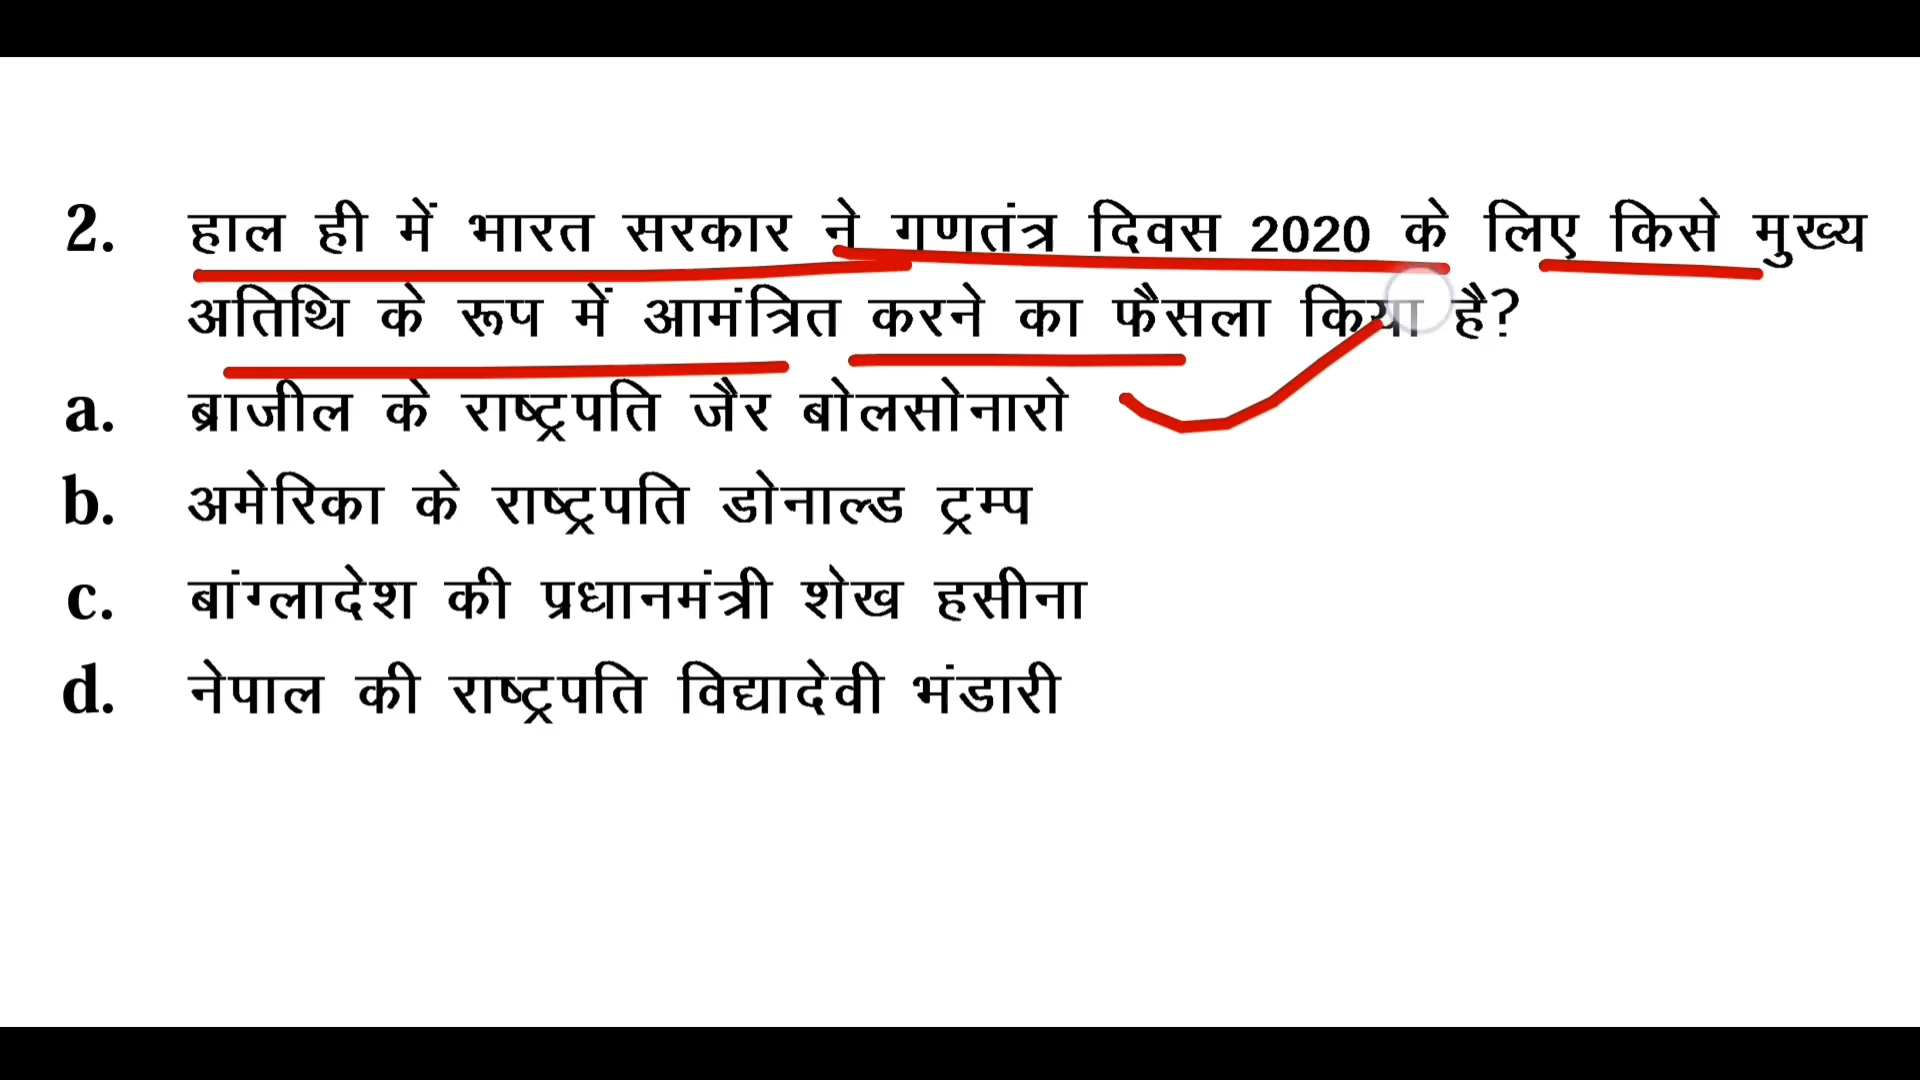 2. हाल ही में भारत सरकार ने गणतंत्र दिवस 2020 के लिए किसे मुख्य
अतिथि के रूप में आमंत्रित करने का फैसला किया है?
a. ब्राजील के राष्ट्रपति जैर बोलसोनारो
b. अमेरिका के राष्ट्रपति डोनाल्ड ट्रम्प
c. बांग्लादेश की प्रधानमंत्री शेख हसीना
d. नेपाल की राष्ट्रपति विद्यादेवी भंडारी